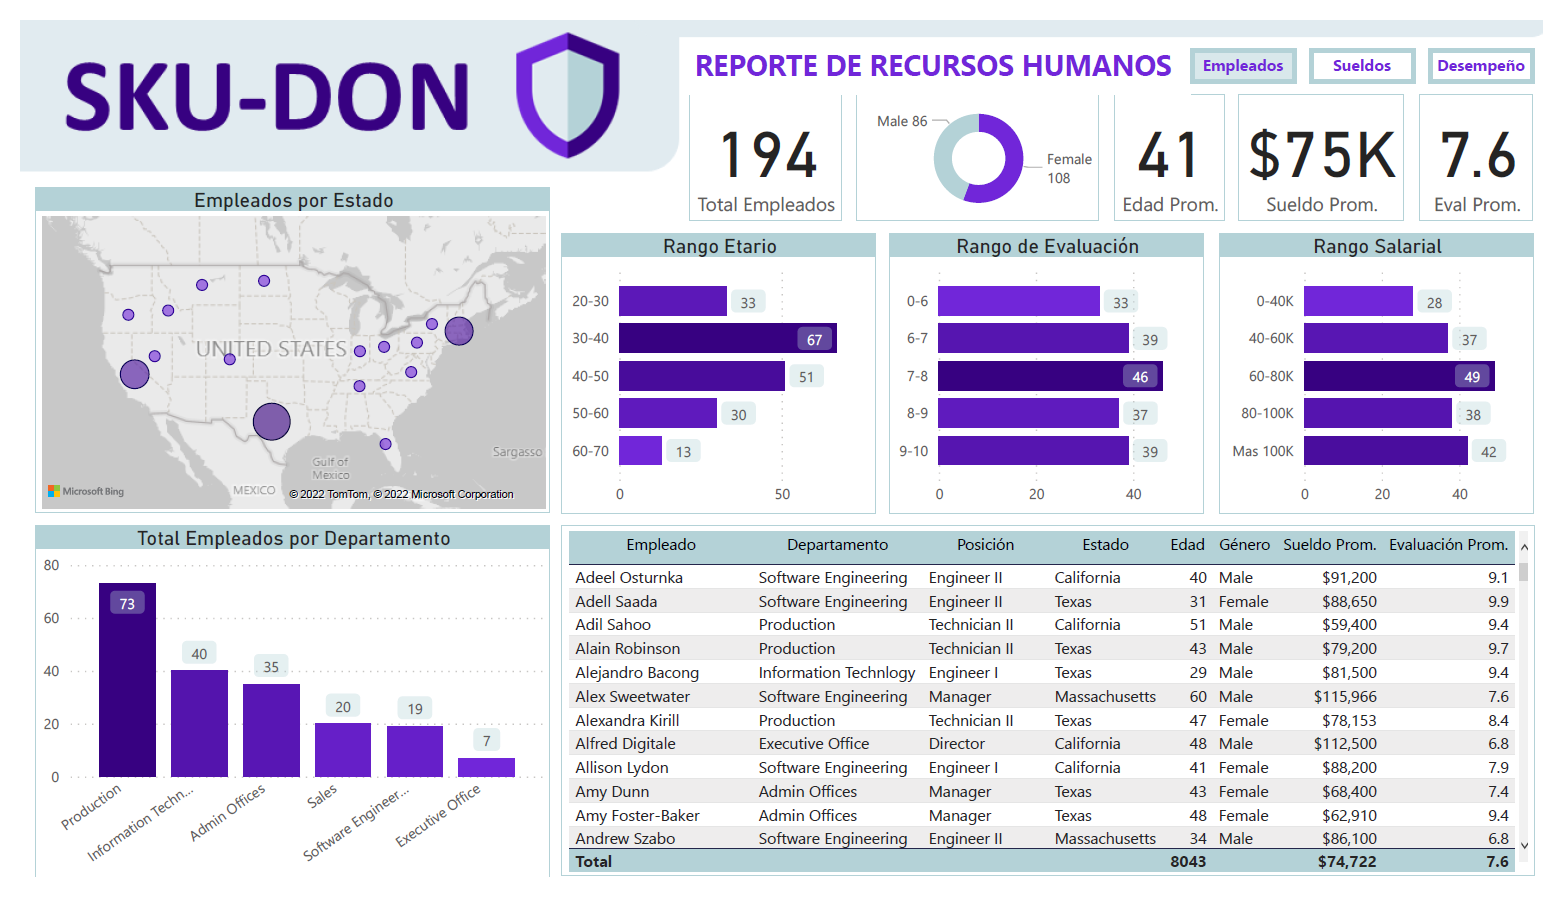 SKU-DON
REPORTE DE RECURSOS HUMANOS
Empleados
Sueldos
Desempeño
194
Total Empleados
Male 86
Female
108
41
Edad Prom.
$75K
Sueldo Prom.
7.6
Eval Prom.
Empleados por Estado
UNITED STATES
Gulf of
Mexico
MEXICO
Sargasso
Microsoft Bing
© 2022 TomTom, © 2022 Microsoft Corporation
Rango Etario
20-30 33
30-40 67
40-50 51
50-60 30
60-70 13
0 50
Rango de Evaluación
0-6 33
6-7 39
7-8 46
8-9 37
9-10 39
0 20 40
Rango Salarial
0-40K 28
40-60K 37
60-80K 49
80-100K 38
Mas 100K 42
0 20 40
Total Empleados por Departamento
80
60
40
20
0
73
40
35
20
19
7
Production
Information Techn...
Admin Offices
Sales
Software Engineer...
Executive Office
Empleado Departamento Posición Estado Edad Género Sueldo Prom. Evaluación Prom.
Adeel Osturnka Software Engineering Engineer II California 40 Male $91,200 9.1
Adell Saada Software Engineering Engineer II Texas 31 Female $88,650 9.9
Adil Sahoo Production Technician II California 51 Male $59,400 9.4
Alain Robinson Production Technician II Texas 43 Male $79,200 9.7
Alejandro Bacong Information Technlogy Engineer I Texas 29 Male $81,500 9.4
Alex Sweetwater Software Engineering Manager Massachusetts 60 Male $115,966 7.6
Alexandra Kirill Production Technician II Texas 47 Female $78,153 8.4
Alfred Digitale Executive Office Director California 48 Male $112,500 6.8
Allison Lydon Software Engineering Engineer I California 41 Female $88,200 7.9
Amy Dunn Admin Offices Manager Texas 43 Female $68,400 7.4
Amy Foster-Baker Admin Offices Manager Texas 48 Female $62,910 9.4
Andrew Szabo Software Engineering Engineer II Massachusetts 34 Male $86,100 6.8
Total 8043 $74,722 7.6